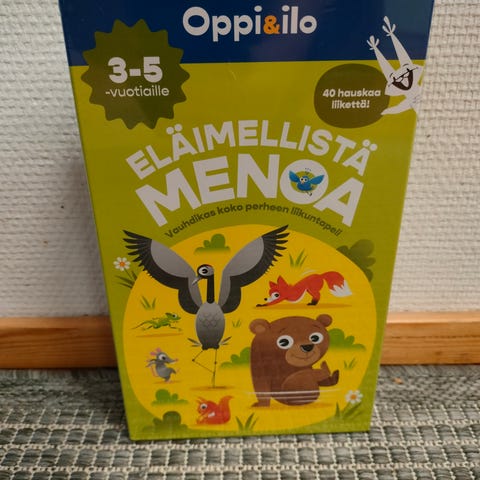 Oppi&ilo
3-5
-vuotiaille
40 hauskaa
liikettä!
ELÄIMELLISTÄ
MENOA
Vauhdikas koko perheen liikuntapeli